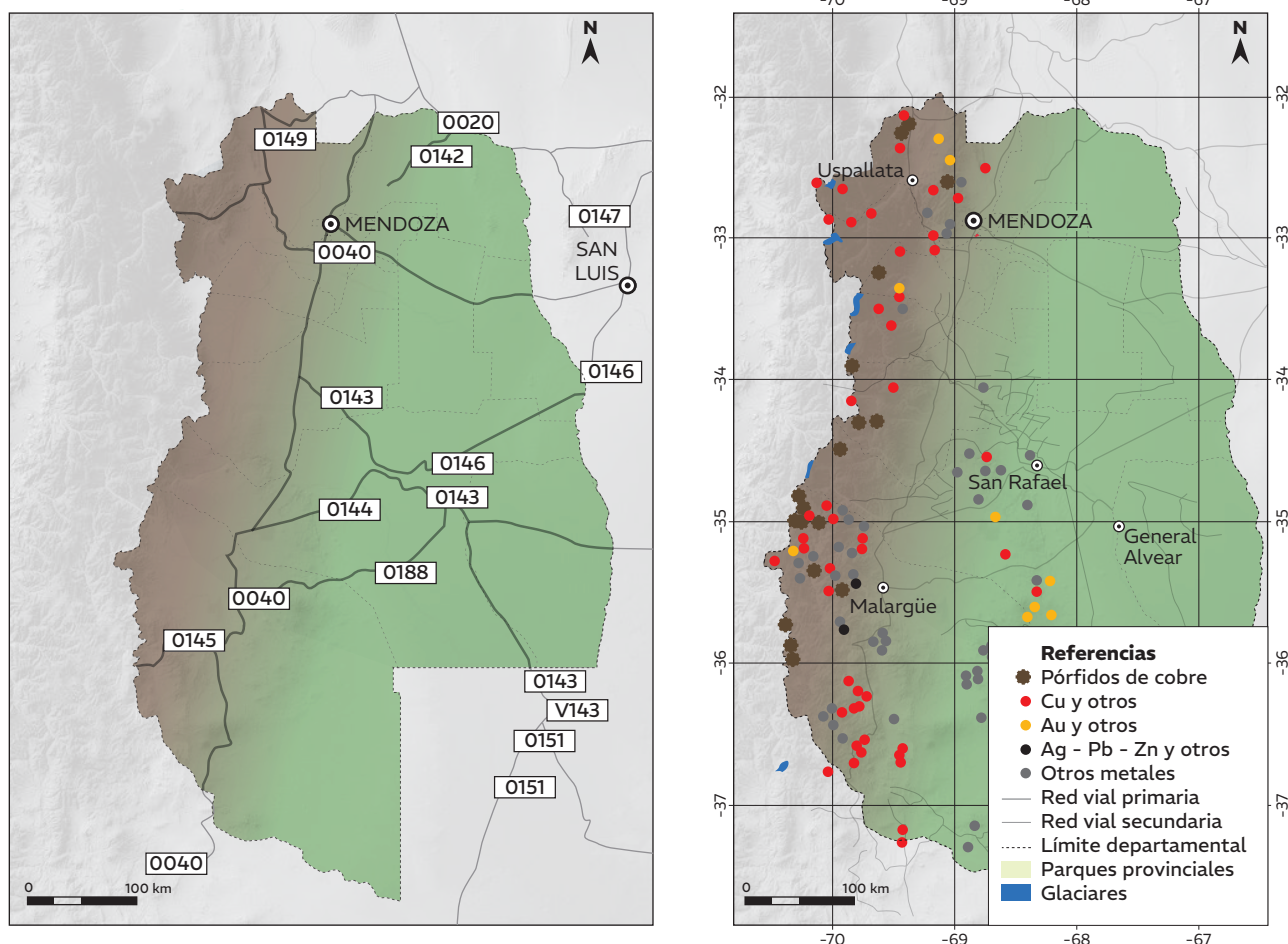 N
0020
0149
0142
0147
MENDOZA
SAN
LUIS
0040
0146
0143
0146
0143
0144
0188
0040
0145
0143
V143
0151
0151
0040
0
100 km
-70
-69
-68
-67
N
-32
-32
Uspallata
MENDOZA
-33
-33
-34
-34
San Rafael
-35
-35
General
Alvear
Malargüe
-36
-36
Referencias
Pórfidos de cobre
Cu y otros
Au y otros
Ag - Pb - Zn y otros
Otros metales
Red vial primaria
Red vial secundaria
Límite departamental
Parques provinciales
Glaciares
-37
-37
0
100 km
-70
-69
-68
-67